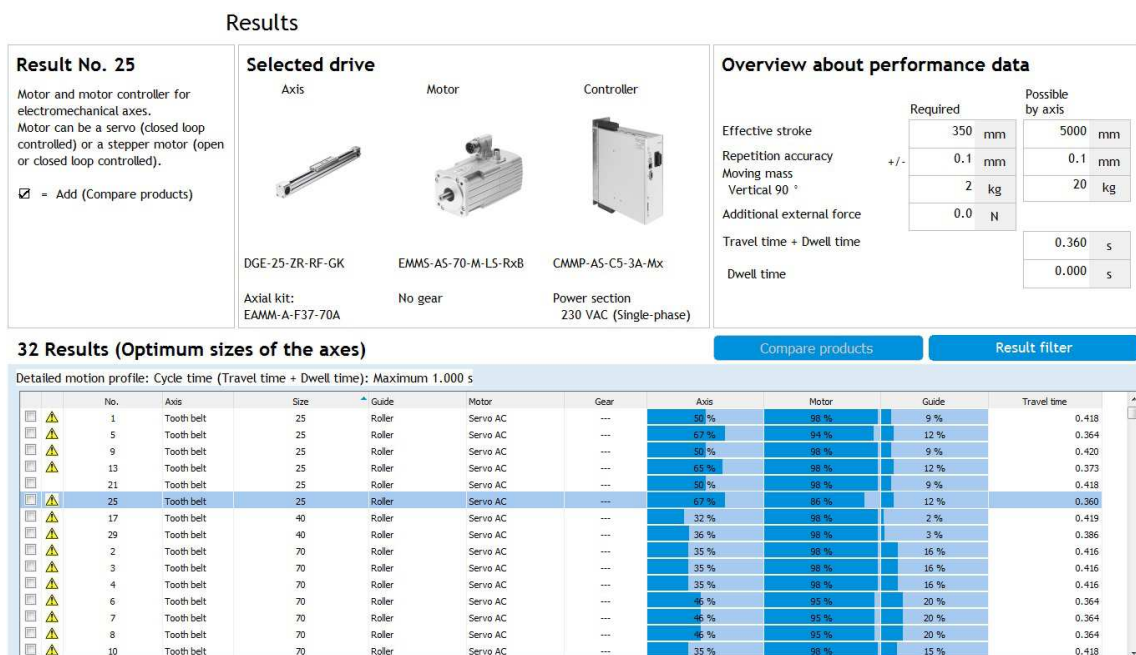 Results
Result No. 25
Motor and motor controller for
electromechanical axes.
Motor can be a servo (closed loop
controlled) or a stepper motor (open
or closed loop controlled).
= Add (Compare products)
Selected drive
Axis Motor Controller
DGE-25-ZR-RF-GK EMMS-AS-70-M-LS-RxB CMMP-AS-C5-3A-Mx
Axial kit: No gear Power section
EAMM-A-F37-70A 230 VAC (Single-phase)
Overview about performance data
Possible
Required by axis
Effective stroke 350 mm 5000 mm
Repetition accuracy +/- 0.1 mm 0.1 mm
Moving mass
Vertical 90 ° 2 kg 20 kg
Additional external force 0.0 N
Travel time + Dwell time 0.360 s
Dwell time 0.000 s
32 Results (Optimum sizes of the axes) Compare products Result filter
Detailed motion profile: Cycle time (Travel time + Dwell time): Maximum 1.000 s
No. Axis Size Guide Motor Gear Axis Motor Guide Travel time
1 Tooth belt 25 Roller Servo AC --- 50 % 98 % 9 % 0.418
5 Tooth belt 25 Roller Servo AC --- 67 % 94 % 12 % 0.364
9 Tooth belt 25 Roller Servo AC --- 50 % 98 % 9 % 0.420
13 Tooth belt 25 Roller Servo AC --- 65 % 98 % 12 % 0.373
21 Tooth belt 25 Roller Servo AC --- 50 % 98 % 9 % 0.418
25 Tooth belt 25 Roller Servo AC --- 67 % 86 % 12 % 0.360
17 Tooth belt 40 Roller Servo AC --- 32 % 98 % 2 % 0.419
29 Tooth belt 40 Roller Servo AC --- 36 % 98 % 3 % 0.386
2 Tooth belt 70 Roller Servo AC --- 35 % 98 % 16 % 0.416
3 Tooth belt 70 Roller Servo AC --- 35 % 98 % 16 % 0.416
4 Tooth belt 70 Roller Servo AC --- 35 % 98 % 16 % 0.416
6 Tooth belt 70 Roller Servo AC --- 46 % 95 % 20 % 0.364
7 Tooth belt 70 Roller Servo AC --- 46 % 95 % 20 % 0.364
8 Tooth belt 70 Roller Servo AC --- 46 % 95 % 20 % 0.364
10 Tooth belt 70 Roller Servo AC --- 35 % 98 % 15 % 0.418